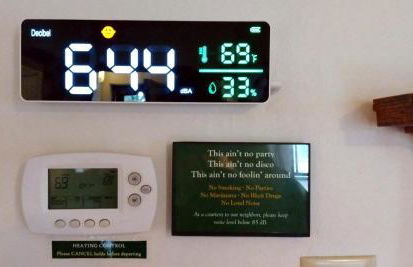 Decibel
64.4 dBA
69°F
33%
69
This ain't no party
This ain't no disco
This ain't no foolin' around
No Smoking · No Parties
No Marijuana · No Illicit Drugs
No Loud Noise
As a courtesy to our neighbors, please keep
noise level below 85 dB
HEATING CONTROL
Please CANCEL holds before departing